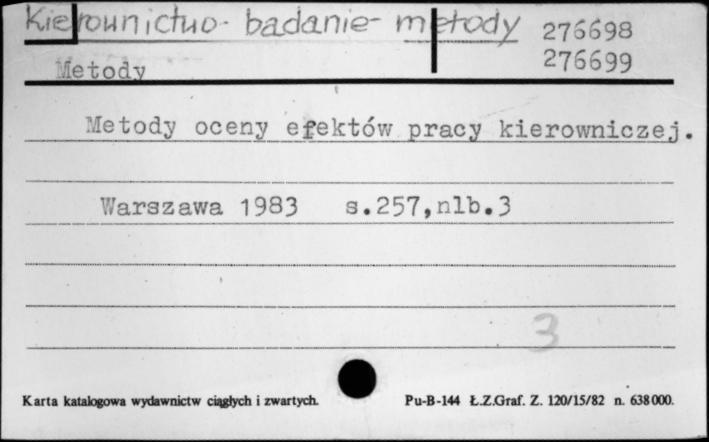 Kierownictwo- badanie- metody 276698
Metody 276699
Metody oceny efektów pracy kierowniczej.
Warszawa 1983 s.257,nlb.3
3
Karta katalogowa wydawnictw ciągłych i zwartych. Pu-B-144 Ł.Z.Graf. Z. 120/15/82 n. 638000.